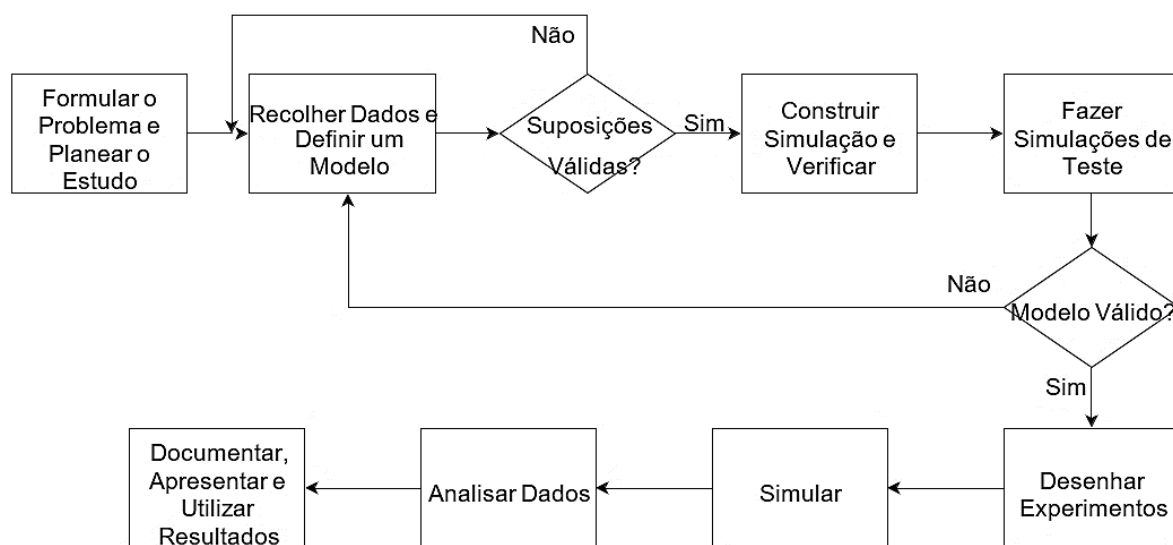 Não
Formular o
Problema e
Planear o
Estudo
Recolher Dados e
Definir um
Modelo
Suposições
Válidas?
Sim
Construir
Simulação e
Verificar
Fazer
Simulações de
Teste
Não
Modelo Válido?
Sim
Documentar,
Apresentar e
Utilizar
Resultados
Analisar Dados
Simular
Desenhar
Experimentos